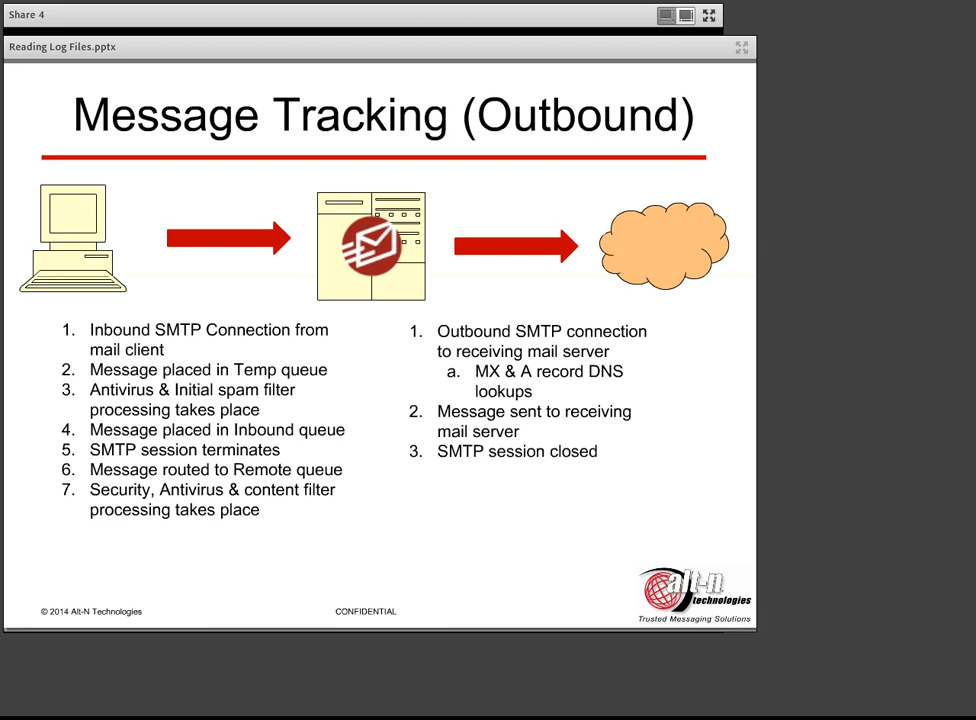 Share 4
Reading Log Files.pptx
Message Tracking (Outbound)
1. Inbound SMTP Connection from
mail client
2. Message placed in Temp queue
3. Antivirus & Initial spam filter
processing takes place
4. Message placed in Inbound queue
5. SMTP session terminates
6. Message routed to Remote queue
7. Security, Antivirus & content filter
processing takes place
1. Outbound SMTP connection
to receiving mail server
a. MX & A record DNS
lookups
2. Message sent to receiving
mail server
3. SMTP session closed
alt-n
technologies
Trusted Messaging Solutions
© 2014 Alt-N Technologies
CONFIDENTIAL